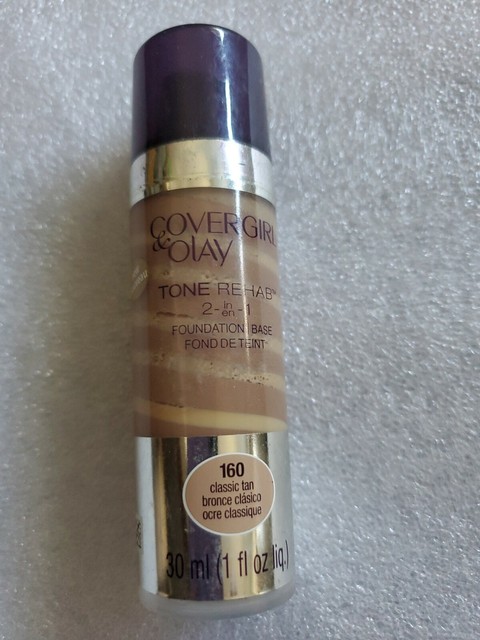 COVERGIRL
& Olay
TONE REHAB™
2-in-1
en
FOUNDATION BASE
FOND DE TEINT
160
classic tan
bronce clásico
ocre classique
30 ml (1 fl oz liq.)